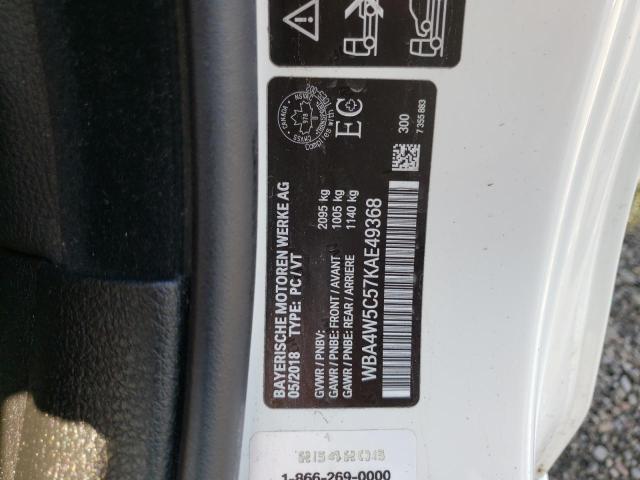 BAYERISCHE MOTOREN WERKE AG
05/2018 TYPE: PC/VT
GVWR / PNBV: 2095 kg
GAWR / PNBE: FRONT / AVANT 1005 kg
GAWR / PNBE: REAR / ARRIERE 1140 kg
WBA4W5C57KAE49368
CANADA
EC
300
7 355 883
1-866-269-0000